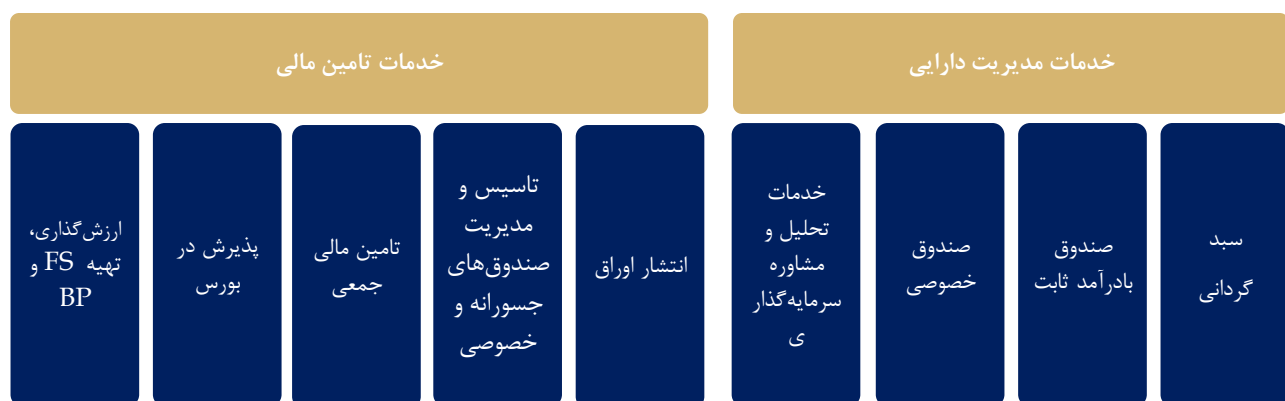 خدمات مدیریت دارایی
سبد
گردانی
صندوق
بادرآمد ثابت
صندوق
خصوصی
خدمات
تحلیل و
مشاوره
سرمایه‌گذار
ی
خدمات تامین مالی
انتشار اوراق
تاسیس و
مدیریت
صندوق‌های
جسورانه و
خصوصی
تامین مالی
جمعی
پذیرش در
بورس
ارزش‌گذاری،
تهیه FS و
BP